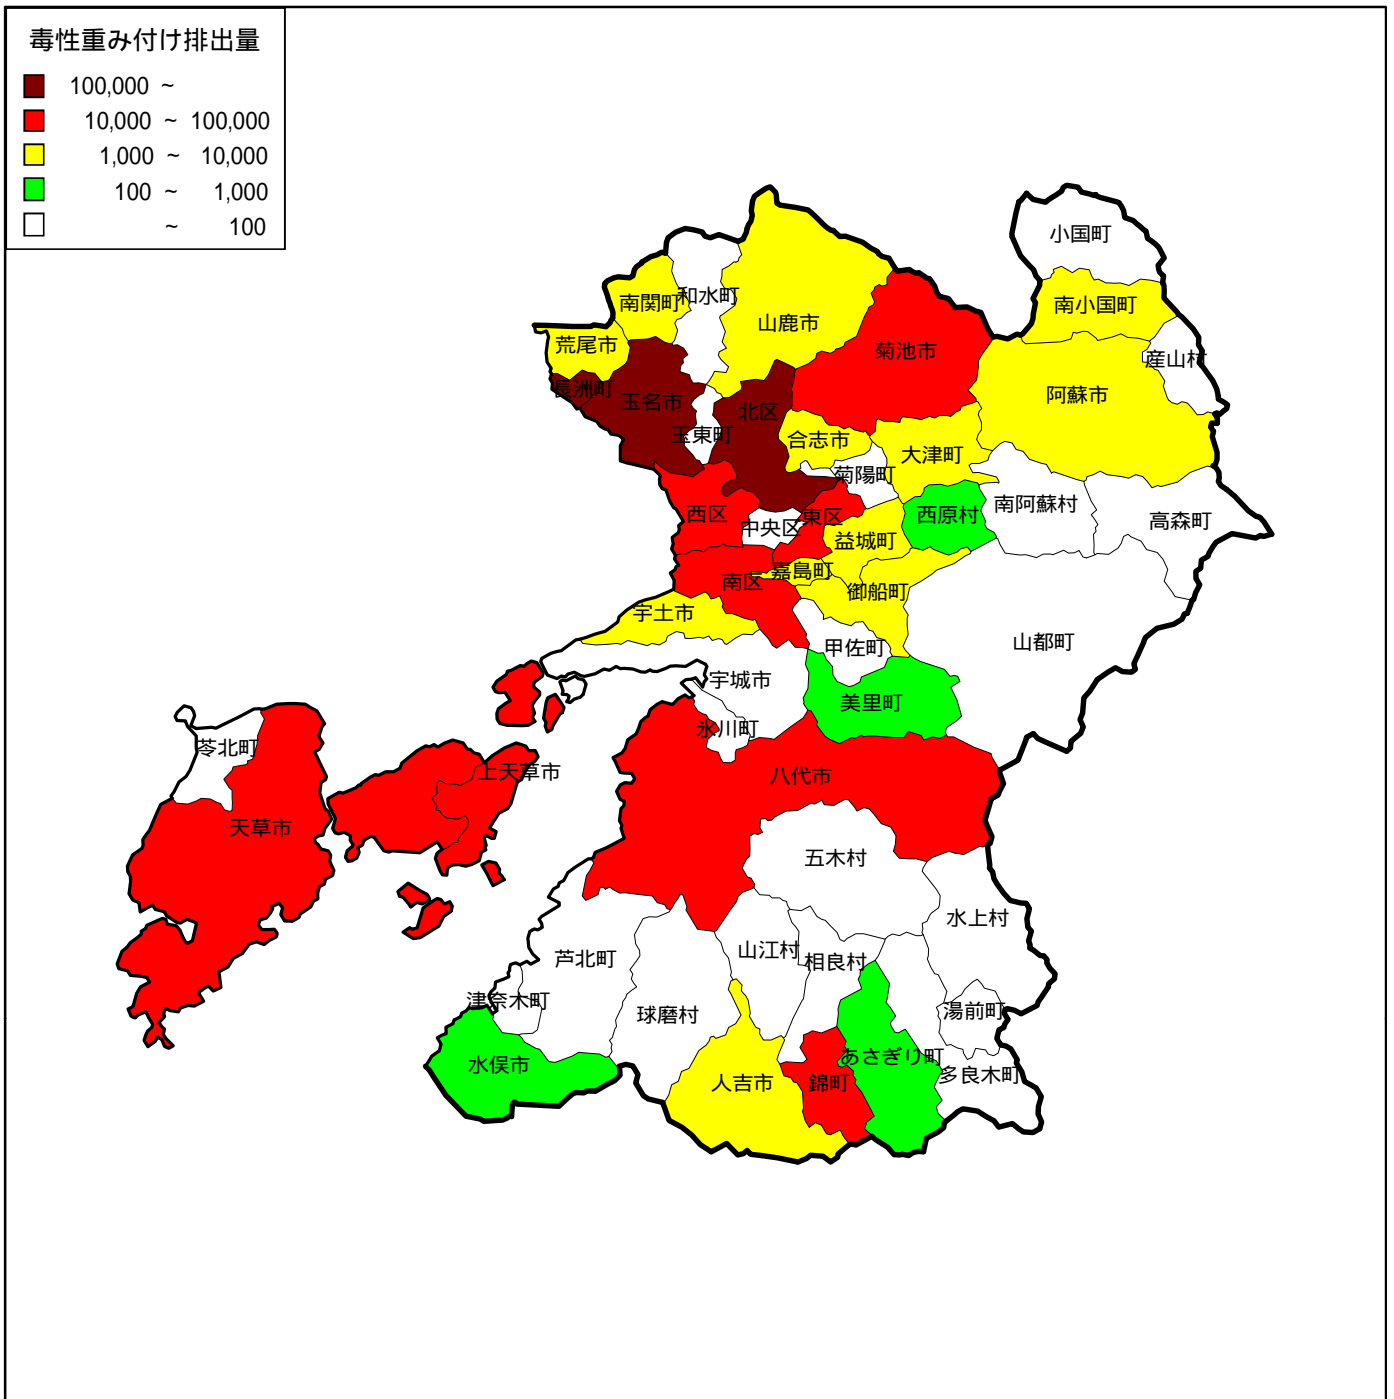 毒性重み付け排出量
100,000 ~
10,000 ~ 100,000
1,000 ~ 10,000
100 ~ 1,000
~ 100
小国町
南小国町
産山村
阿蘇市
南関町
和水町
山鹿市
菊池市
荒尾市
長洲町
玉名市
玉東町
北区
合志市
菊陽町
大津町
西原村
南阿蘇村
高森町
西区
中央区
東区
益城町
南区
嘉島町
御船町
宇土市
甲佐町
山都町
宇城市
美里町
氷川町
八代市
苓北町
上天草市
天草市
五木村
水上村
芦北町
山江村
相良村
津奈木町
球磨村
湯前町
水俣市
人吉市
錦町
あさぎり町
多良木町